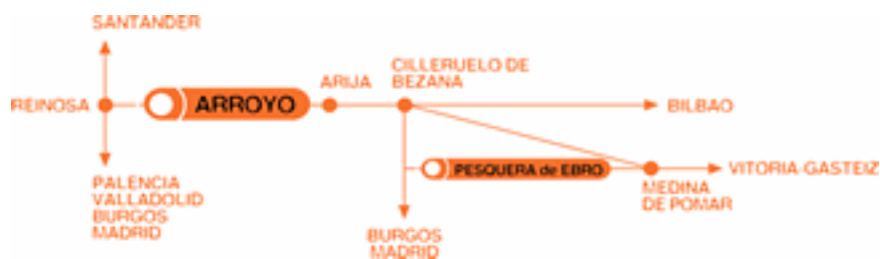 SANTANDER
CILLERUELO DE
BEZANA
ARIJA
REINOSA
ARROYO
BILBAO
PESQUERA de EBRO
VITORIA-GASTEIZ
PALENCIA
VALLADOLID
BURGOS
MADRID
MEDINA
DE POMAR
BURGOS
MADRID